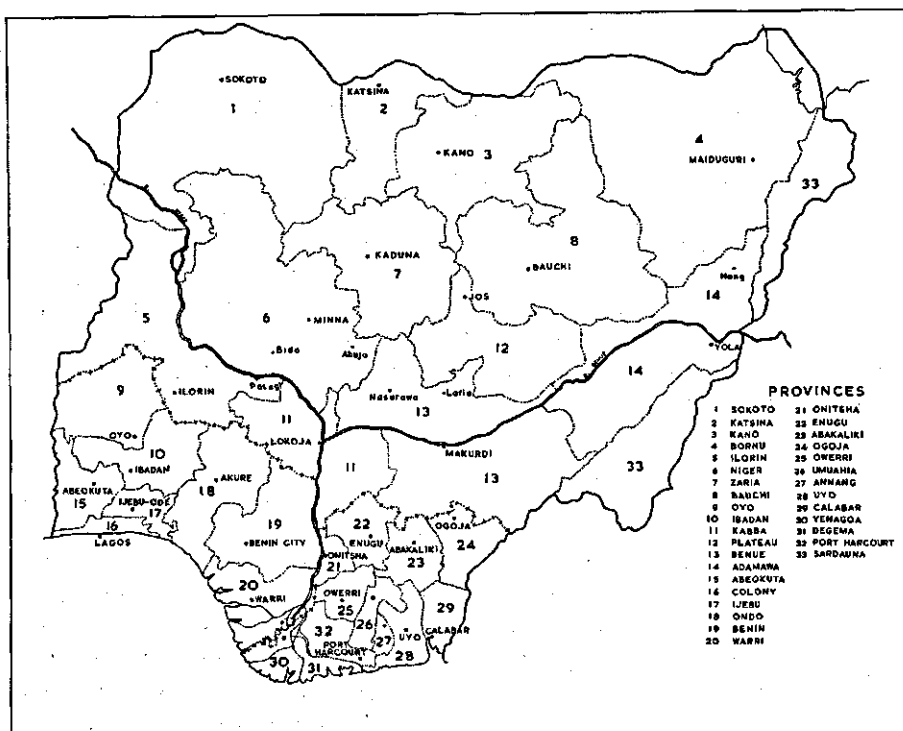 SOKOTO
1
KATSINA
2
KANO 3
4
MAIDUGURI
33
8
KADUNA
7
BAUCHI
Hong
14
JOS
5
6
MINNA
12
YOLA
Bida
Abuja
14
9
ILORIN
Pateg
Nasarawa
13
Lafia
11
OYO
LOKOJA
MAKURDI
10
IBADAN
11
13
33
AKURE
18
ABEOKUTA
15
IJEBU-ODE
17
16
LAGOS
19
BENIN CITY
22
ENUGU
OGOJA
ABAKALIKI
24
23
ONITSHA
21
20
WARRI
OWERRI
25
29
32
26
PORT HARCOURT
27
UYO
CALABAR
28
30
31
PROVINCES
1 SOKOTO
2 KATSINA
3 KANO
4 BORNU
5 ILORIN
6 NIGER
7 ZARIA
8 BAUCHI
9 OYO
10 IBADAN
11 KABBA
12 PLATEAU
13 BENUE
14 ADAMAWA
15 ABEOKUTA
16 COLONY
17 IJEBU
18 ONDO
19 BENIN
20 WARRI
21 ONITSHA
22 ENUGU
23 ABAKALIKI
24 OGOJA
25 OWERRI
26 UMUAHIA
27 ANNANG
28 UYO
29 CALABAR
30 YENAGOA
31 DEGEMA
32 PORT HARCOURT
33 SARDAUNA